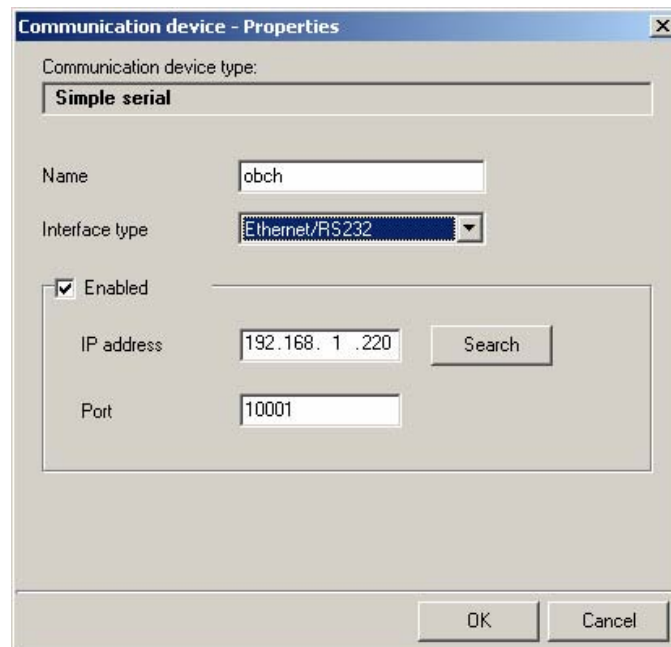 Communication device - Properties
Communication device type:
Simple serial
Name
obch
Interface type
Ethernet/RS232
Enabled
IP address
192.168. 1 .220
Search
Port
10001
OK
Cancel